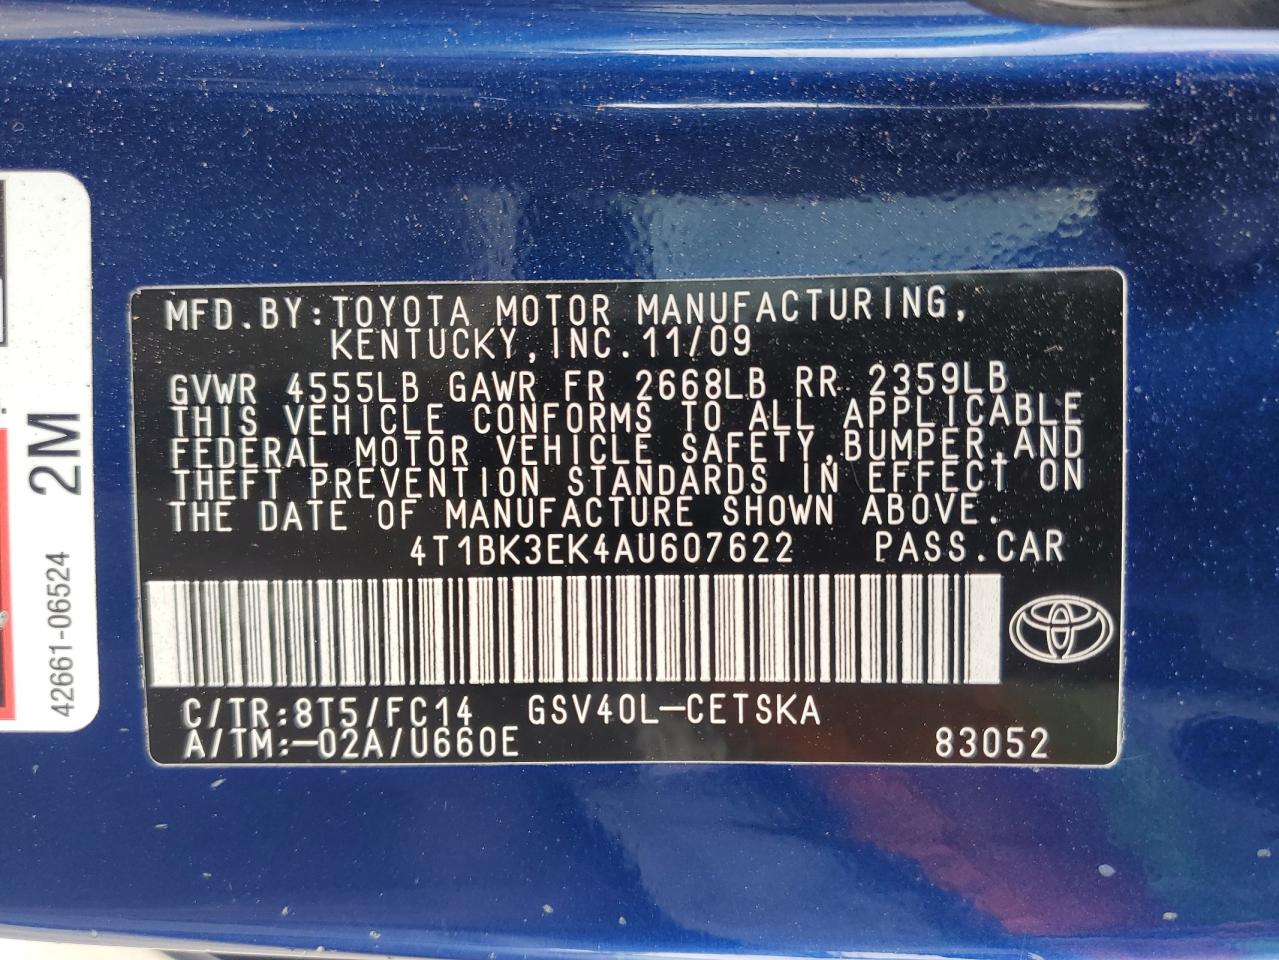 MFD.BY:TOYOTA MOTOR MANUFACTURING,
KENTUCKY,INC.11/09
GVWR 4555LB GAWR FR 2668LB RR 2359LB
THIS VEHICLE CONFORMS TO ALL APPLICABLE
FEDERAL MOTOR VEHICLE SAFETY,BUMPER,AND
THEFT PREVENTION STANDARDS IN EFFECT ON
THE DATE OF MANUFACTURE SHOWN ABOVE.
4T1BK3EK4AU607622 PASS.CAR
C/TR:8T5/FC14 GSV40L-CETSKA
A/TM:-02A/U660E 83052
2M
42661-06524